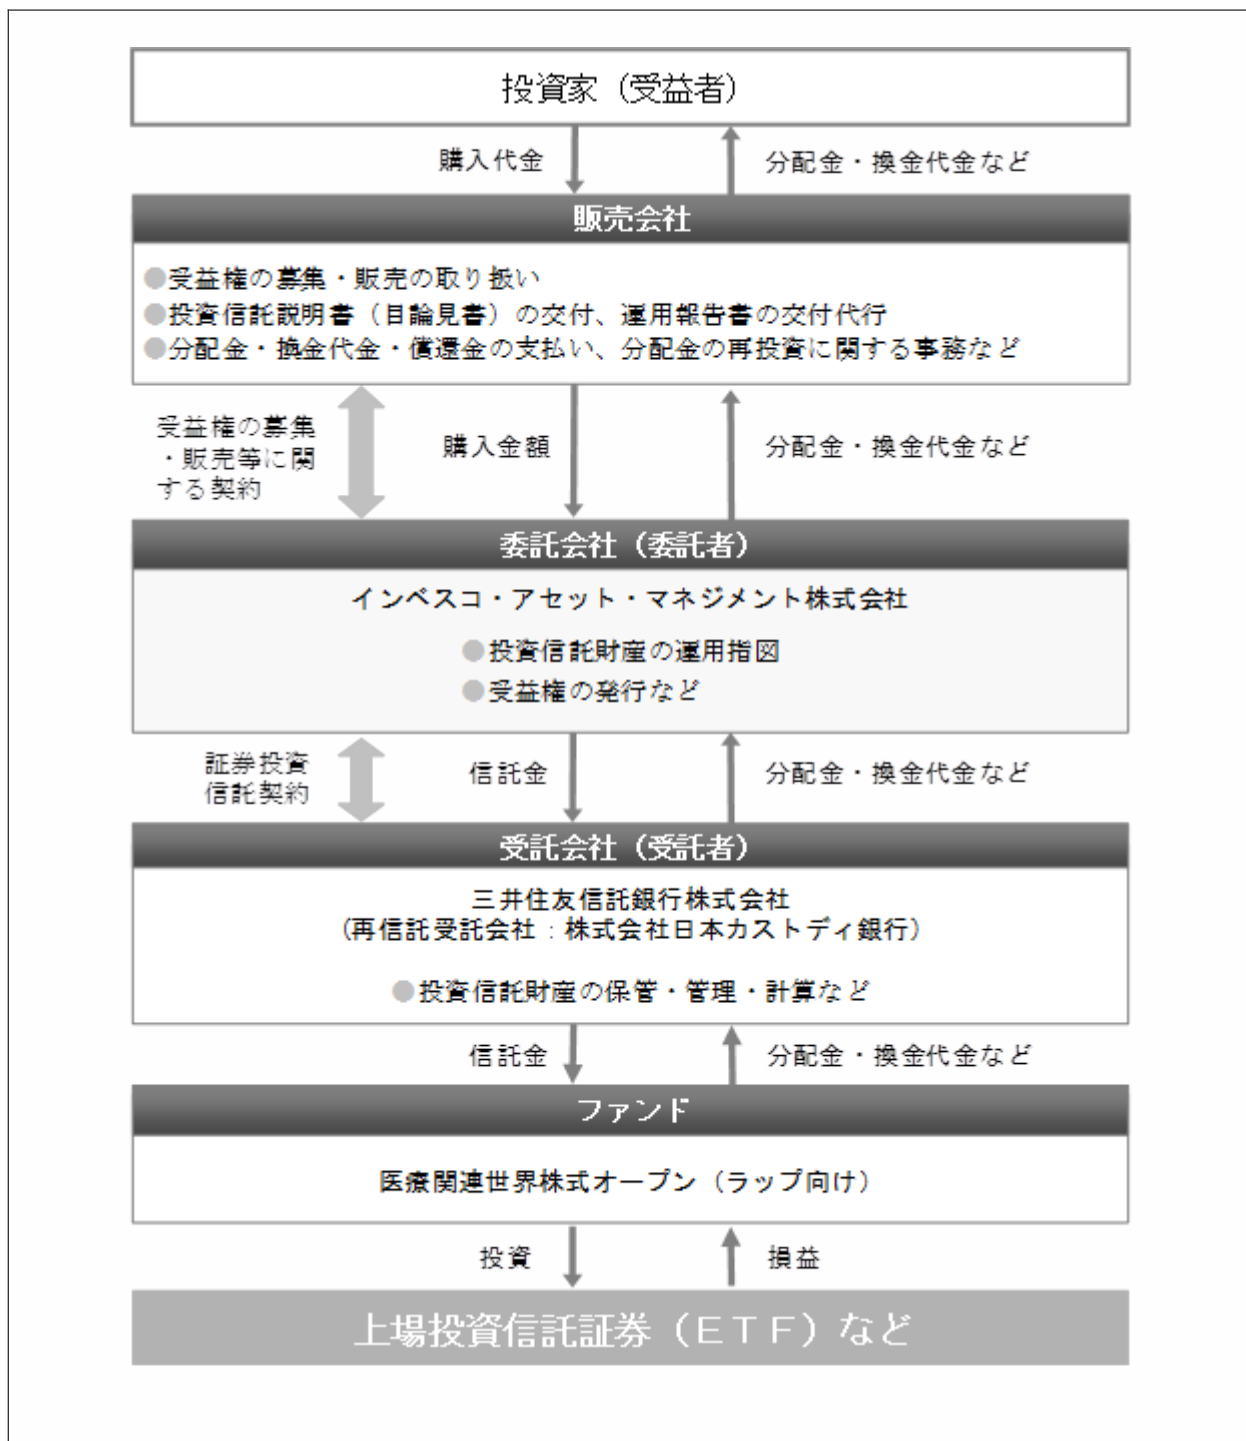 投資家（受益者）
購入代金
分配金・換金代金など
販売会社
●受益権の募集・販売の取り扱い
●投資信託説明書（目論見書）の交付、運用報告書の交付代行
●分配金・換金代金・償還金の支払い、分配金の再投資に関する事務など
受益権の募集
・販売等に関
する契約
購入金額
分配金・換金代金など
委託会社（委託者）
インベスコ・アセット・マネジメント株式会社
●投資信託財産の運用指図
●受益権の発行など
証券投資
信託契約
信託金
分配金・換金代金など
受託会社（受託者）
三井住友信託銀行株式会社
（再信託受託会社：株式会社日本カストディ銀行）
●投資信託財産の保管・管理・計算など
信託金
分配金・換金代金など
ファンド
医療関連世界株式オープン（ラップ向け）
投資
損益
上場投資信託証券（ＥＴＦ）など